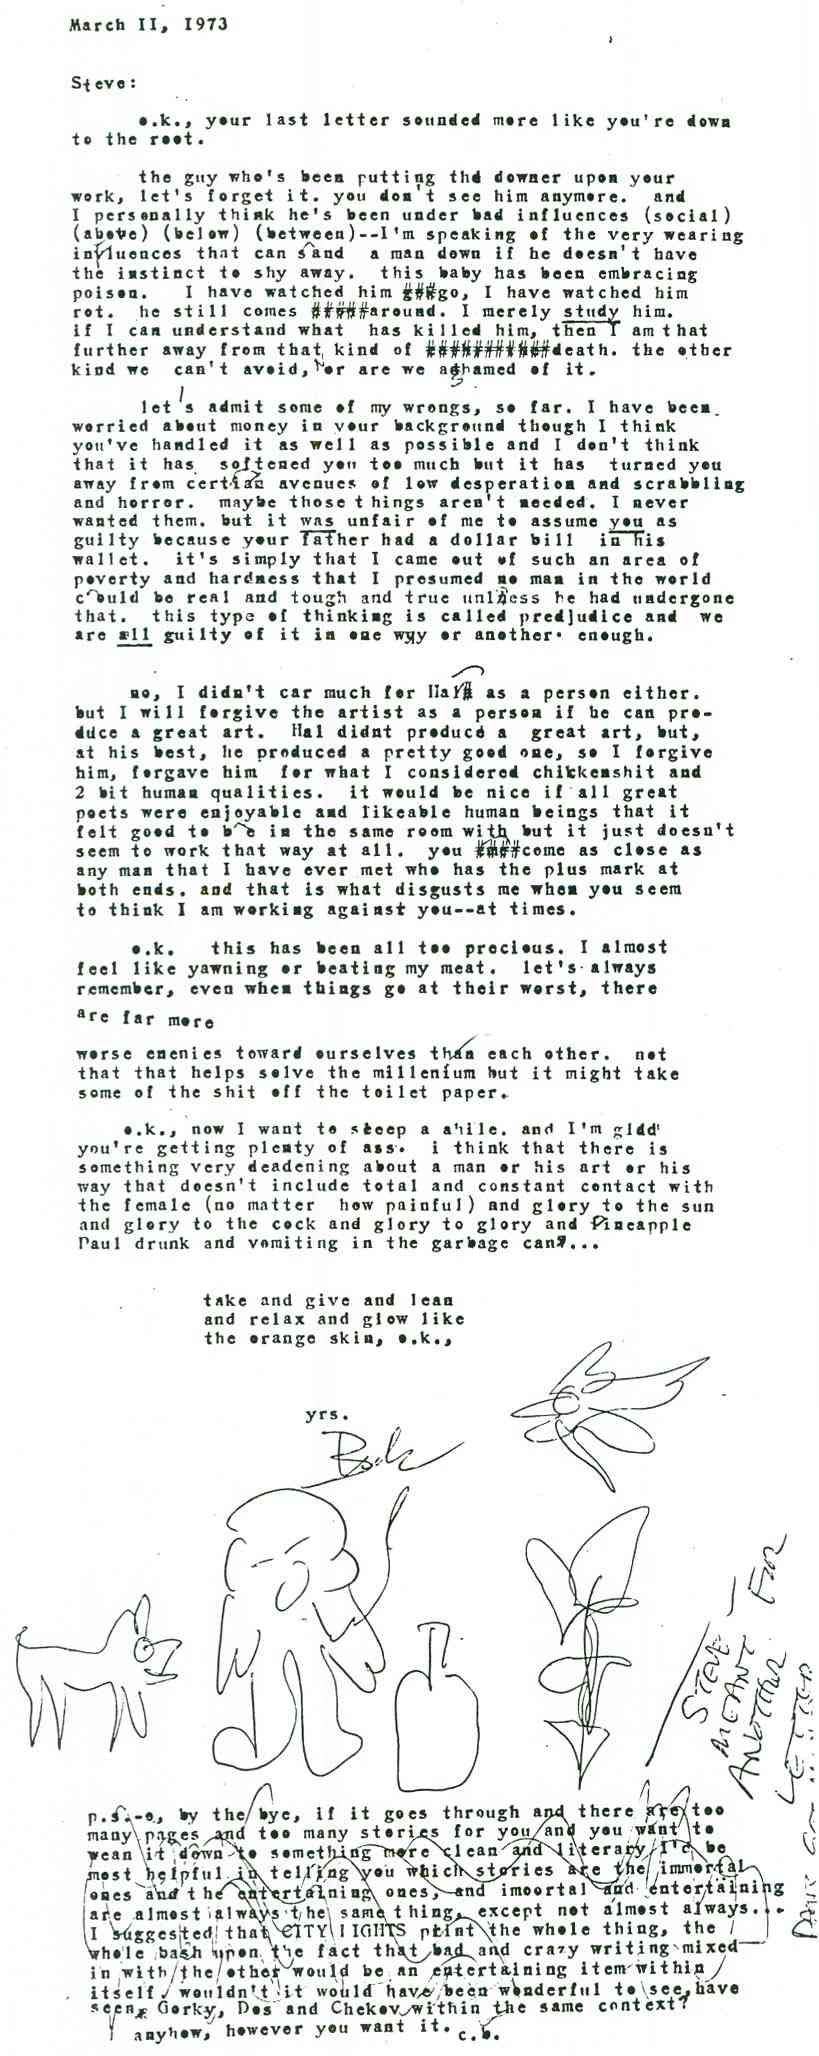 March II, I973
Steve:
o.k., your last letter sounded more like you're down
to the root.
the guy who's been putting thd downer upon your
work, let's forget it. you don't see him anymore. and
I personally think he's been under bad influences (social)
(above) (below) (between)--I'm speaking of the very wearing
influences that can sand a man down if he doesn't have
the instinct to shy away. this baby has been embracing
poison. I have watched him ###go, I have watched him
rot. he still comes #####around. I merely study him.
if I can understand what has killed him, then I am that
further away from that kind of ###########death. the other
kind we can't avoid, nor are we ashamed of it.
let's admit some of my wrongs, so far. I have been
worried about money in your background though I think
you've handled it as well as possible and I don't think
that it has softened you too much but it has turned you
away from certian avenues of low desperation and scrabbling
and horror. maybe those things aren't needed. I never
wanted them. but it was unfair of me to assume you as
guilty because your father had a dollar bill in his
wallet. it's simply that I came out of such an area of
poverty and hardness that I presumed no man in the world
could be real and tough and true unless he had undergone
that. this type of thinking is called predjudice and we
are all guilty of it in one wyy or another. enough.
no, I didn't car much for Hal# as a person either.
but I will forgive the artist as a person if he can pro-
duce a great art. Hal didnt produce a great art, but,
at his best, he produced a pretty good one, so I forgive
him, forgave him for what I considered chickenshit and
2 bit human qualities. it would be nice if all great
poets were enjoyable and likeable human beings that it
felt good to be in the same room with but it just doesn't
seem to work that way at all. you ####come as close as
any man that I have ever met who has the plus mark at
both ends. and that is what disgusts me when you seem
to think I am working against you--at times.
o.k. this has been all too precious. I almost
feel like yawning or beating my meat. let's always
remember, even when things go at their worst, there
are far more
worse enemies toward ourselves than each other. not
that that helps solve the millenium but it might take
some of the shit off the toilet paper.
o.k., now I want to sleep a ahile. and I'm gldd
you're getting plenty of ass. i think that there is
something very deadening about a man or his art or his
way that doesn't include total and constant contact with
the female (no matter how painful) and glory to the sun
and glory to the cock and glory to glory and Pineapple
Paul drunk and vomiting in the garbage can?...
take and give and lean
and relax and glow like
the orange skin, o.k.,
yrs.
Buk
STEVE —
MEANT
ANOTHER
FOR
LETTER
p.s.-o, by the bye, if it goes through and there are too
many pages and too many stories for you and you want to
wean it down to something more clean and literary I'd be
most helpful in telling you which stories are the immortal
ones and the entertaining ones, and imoortal and entertaining
are almost always the same thing, except not almost always...
I suggested that CITY LIGHTS print the whole thing, the
whole bash upon the fact that bad and crazy writing mixed
in with the other would be an entertaining item within
itself. wouldn't it would have been wonderful to see, have
seen, Gorky, Dos and Chekov within the same context?
anyhow, however you want it. c.b.